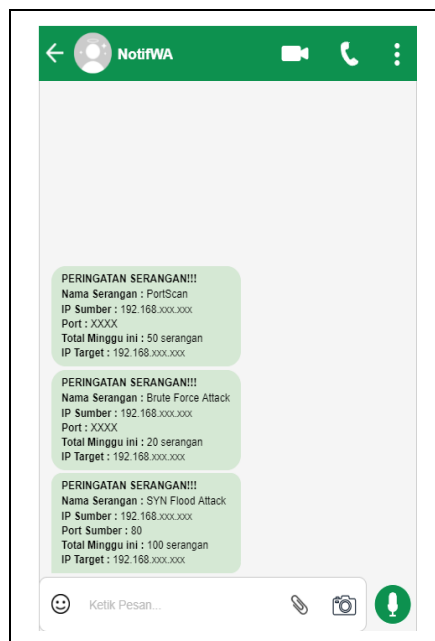 NotifWA
PERINGATAN SERANGAN!!!
Nama Serangan : PortScan
IP Sumber : 192.168.xxx.xxx
Port : XXXX
Total Minggu ini : 50 serangan
IP Target : 192.168.xxx.xxx
PERINGATAN SERANGAN!!!
Nama Serangan : Brute Force Attack
IP Sumber : 192.168.xxx.xxx
Port : XXXX
Total Minggu ini : 20 serangan
IP Target : 192.168.xxx.xxx
PERINGATAN SERANGAN!!!
Nama Serangan : SYN Flood Attack
IP Sumber : 192.168.xxx.xxx
Port Sumber : 80
Total Minggu ini : 100 serangan
IP Target : 192.168.xxx.xxx
Ketik Pesan...